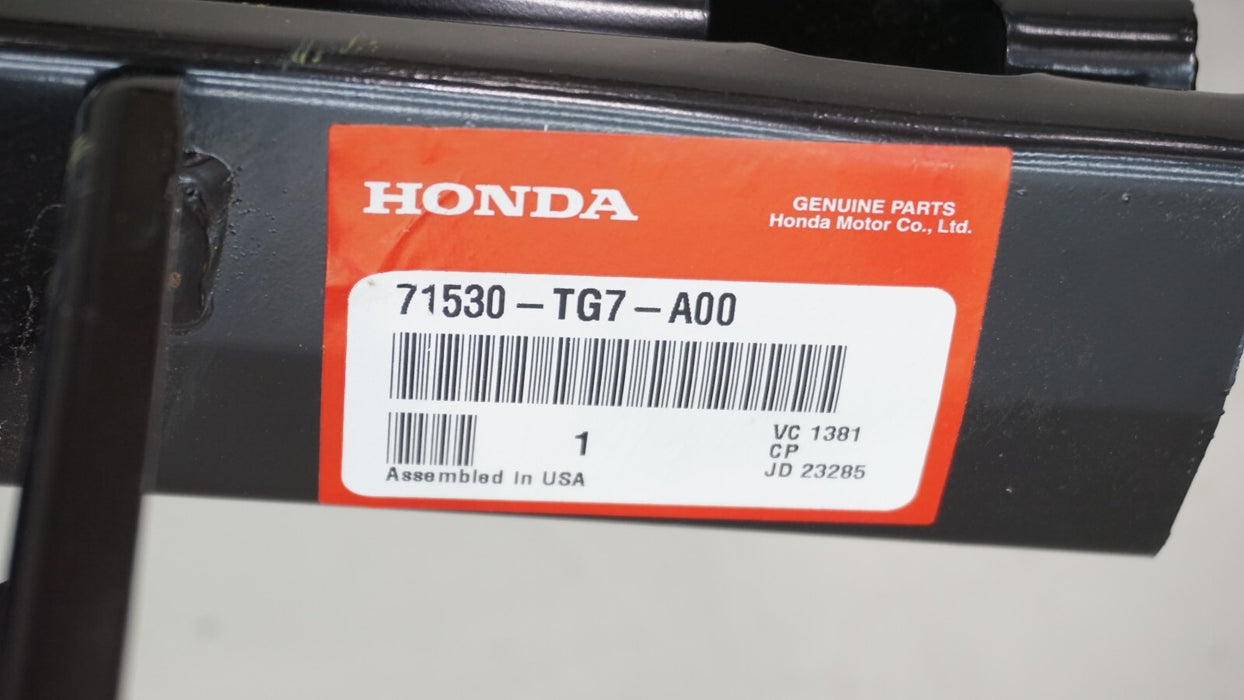 HONDA
GENUINE PARTS
Honda Motor Co., Ltd.
71530-TG7-A00
1
VC 1381
CP
JD 23285
Assembled In USA